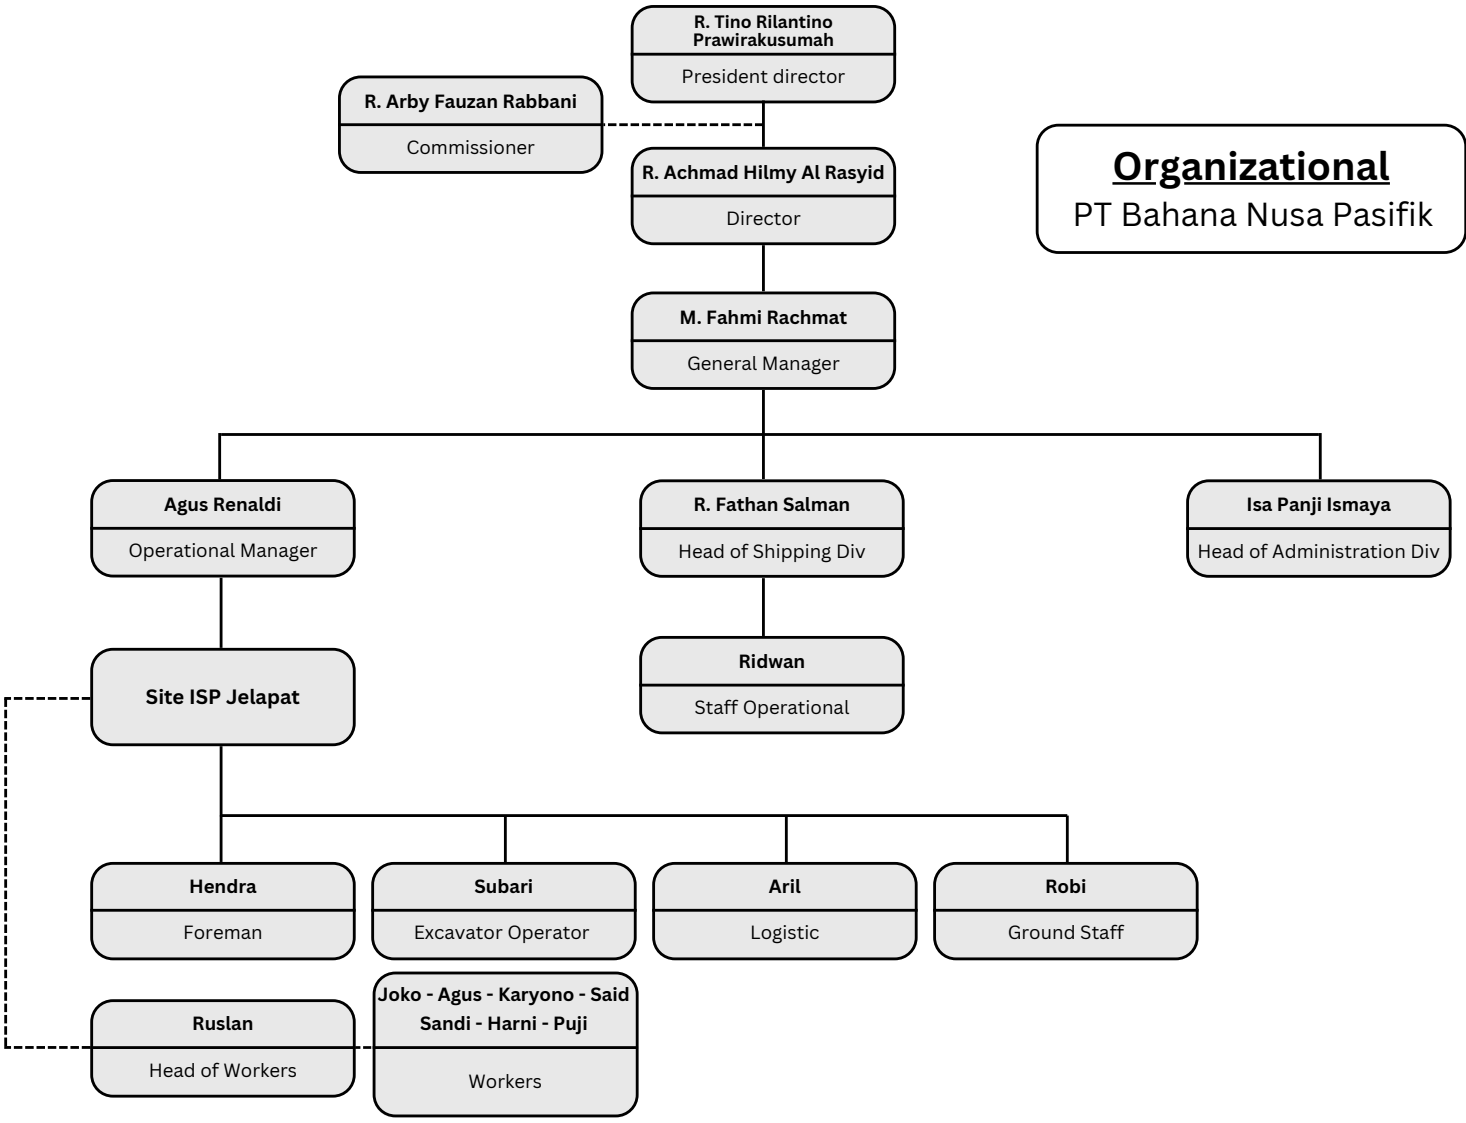 R. Tino Rilantino
Prawirakusumah
President director
R. Arby Fauzan Rabbani
Commissioner
R. Achmad Hilmy Al Rasyid
Director
Organizational
PT Bahana Nusa Pasifik
M. Fahmi Rachmat
General Manager
Agus Renaldi
Operational Manager
R. Fathan Salman
Head of Shipping Div
Isa Panji Ismaya
Head of Administration Div
Site ISP Jelapat
Ridwan
Staff Operational
Hendra
Foreman
Subari
Excavator Operator
Aril
Logistic
Robi
Ground Staff
Ruslan
Head of Workers
Joko - Agus - Karyono - Said
Sandi - Harni - Puji
Workers